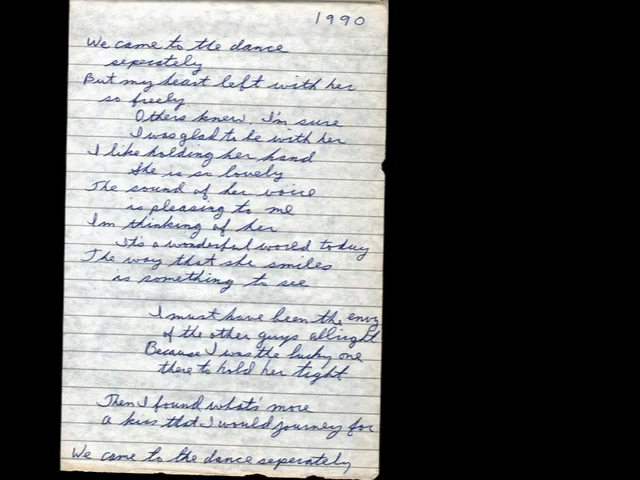 1990
We came to the dance
seperately
But my heart left with her
so freely
Others knew, I'm sure
I was glad to be with her
I like holding her hand
She is so lovely
The sound of her voice
is pleasing to me
Im thinking of her
It's a wonderful world today
The way that she smiles
is something to see
I must have been the envy
of the other guys allright
Because I was the lucky one
there to hold her tight
Then I found what's more
a kiss that I would journey for
We came to the dance seperately